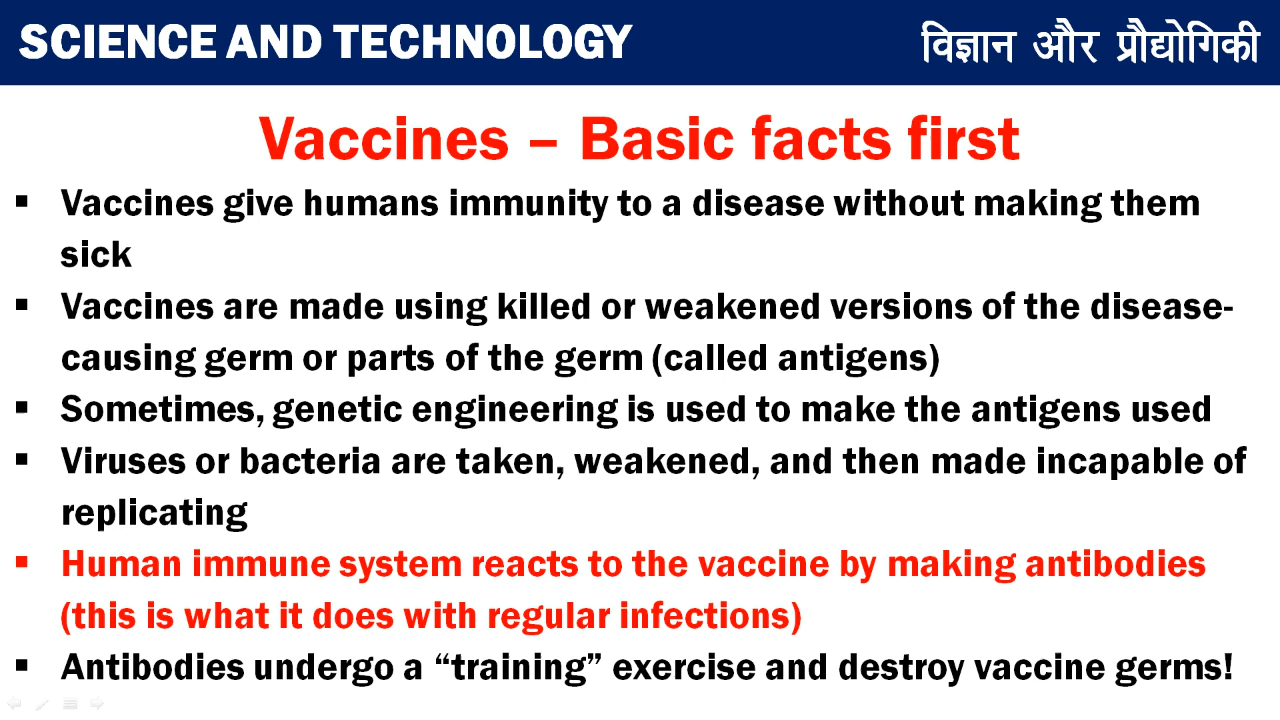 SCIENCE AND TECHNOLOGY
विज्ञान और प्रौद्योगिकी
Vaccines – Basic facts first
▪ Vaccines give humans immunity to a disease without making them
sick
▪ Vaccines are made using killed or weakened versions of the disease-
causing germ or parts of the germ (called antigens)
▪ Sometimes, genetic engineering is used to make the antigens used
▪ Viruses or bacteria are taken, weakened, and then made incapable of
replicating
▪ Human immune system reacts to the vaccine by making antibodies
(this is what it does with regular infections)
▪ Antibodies undergo a “training” exercise and destroy vaccine germs!